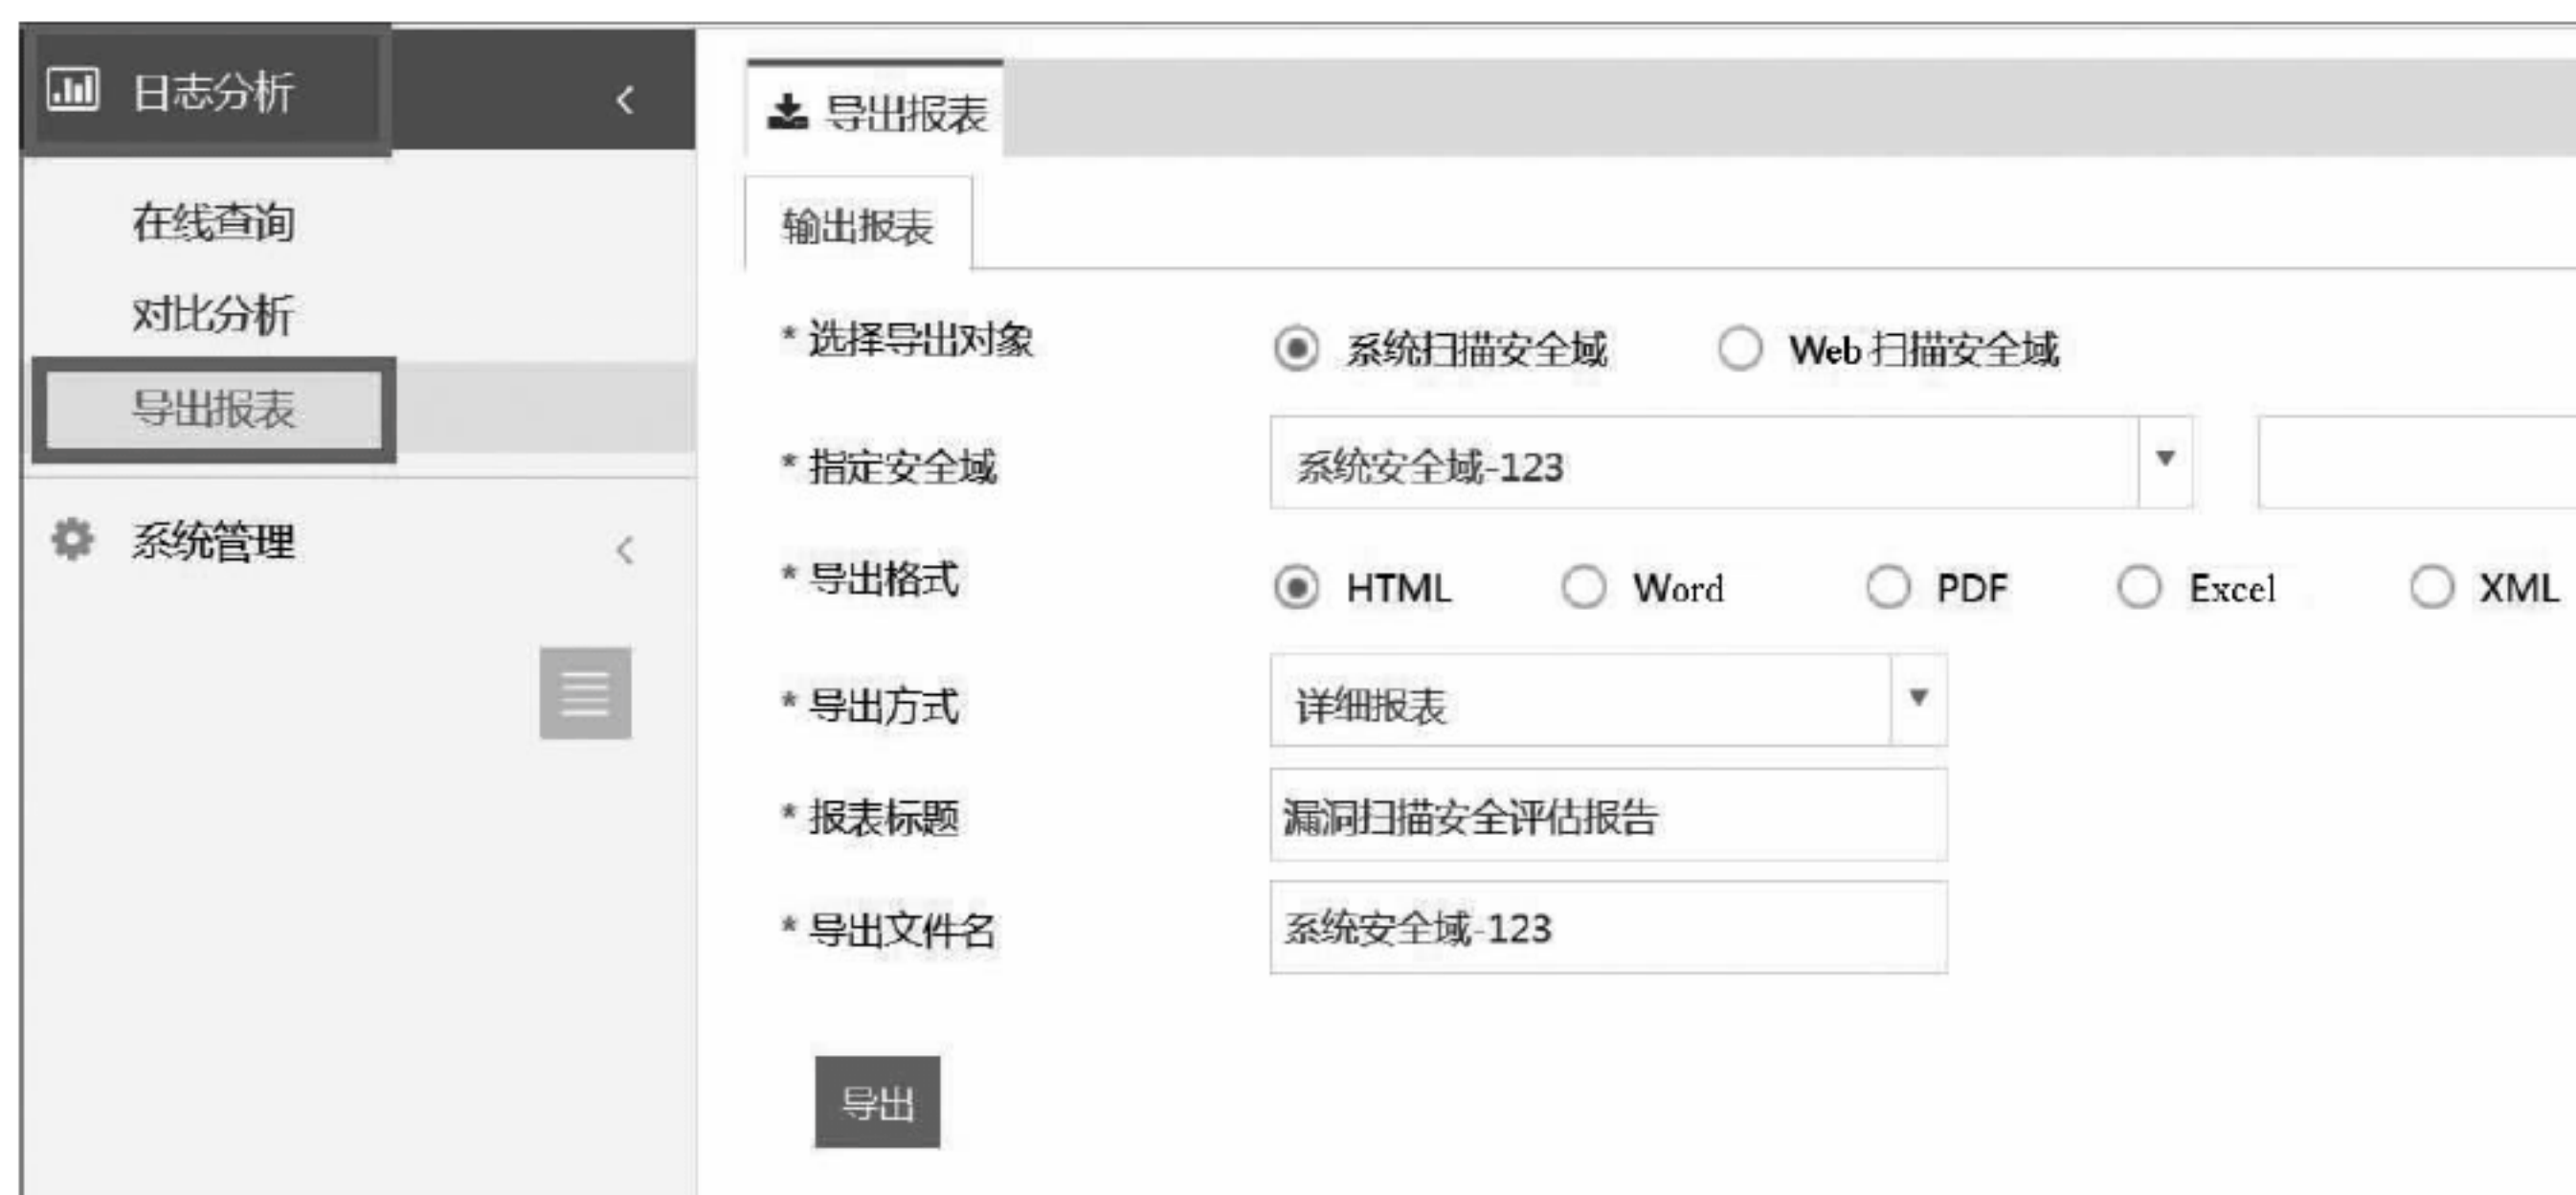 日志分析
在线查询
对比分析
导出报表
系统管理
导出报表
输出报表
* 选择导出对象 系统扫描安全域 Web 扫描安全域
* 指定安全域 系统安全域-123
* 导出格式 HTML Word PDF Excel XML
* 导出方式 详细报表
* 报表标题 漏洞扫描安全评估报告
* 导出文件名 系统安全域-123
导出